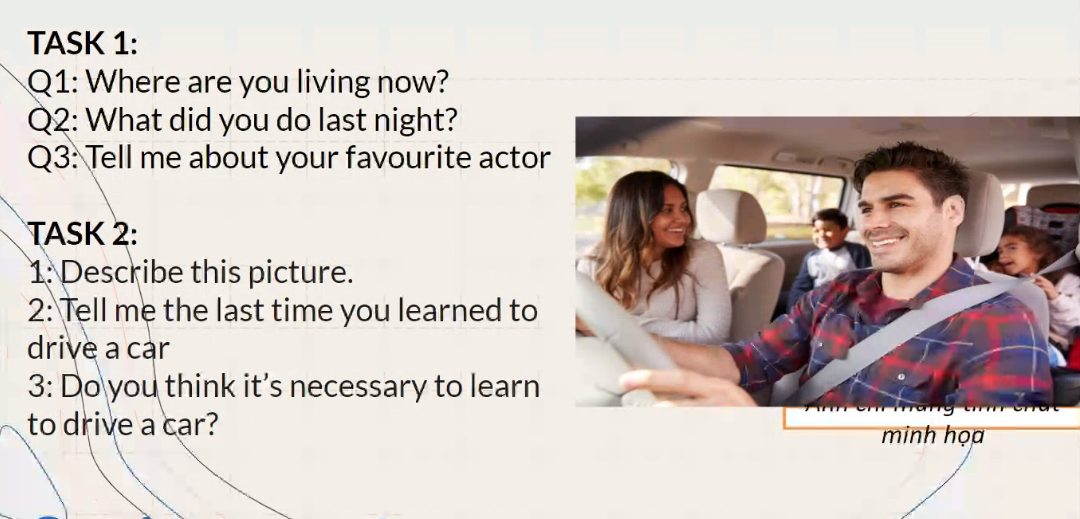 TASK 1:
Q1: Where are you living now?
Q2: What did you do last night?
Q3: Tell me about your favourite actor
TASK 2:
1: Describe this picture.
2: Tell me the last time you learned to
drive a car
3: Do you think it’s necessary to learn
to drive a car?
minh họa